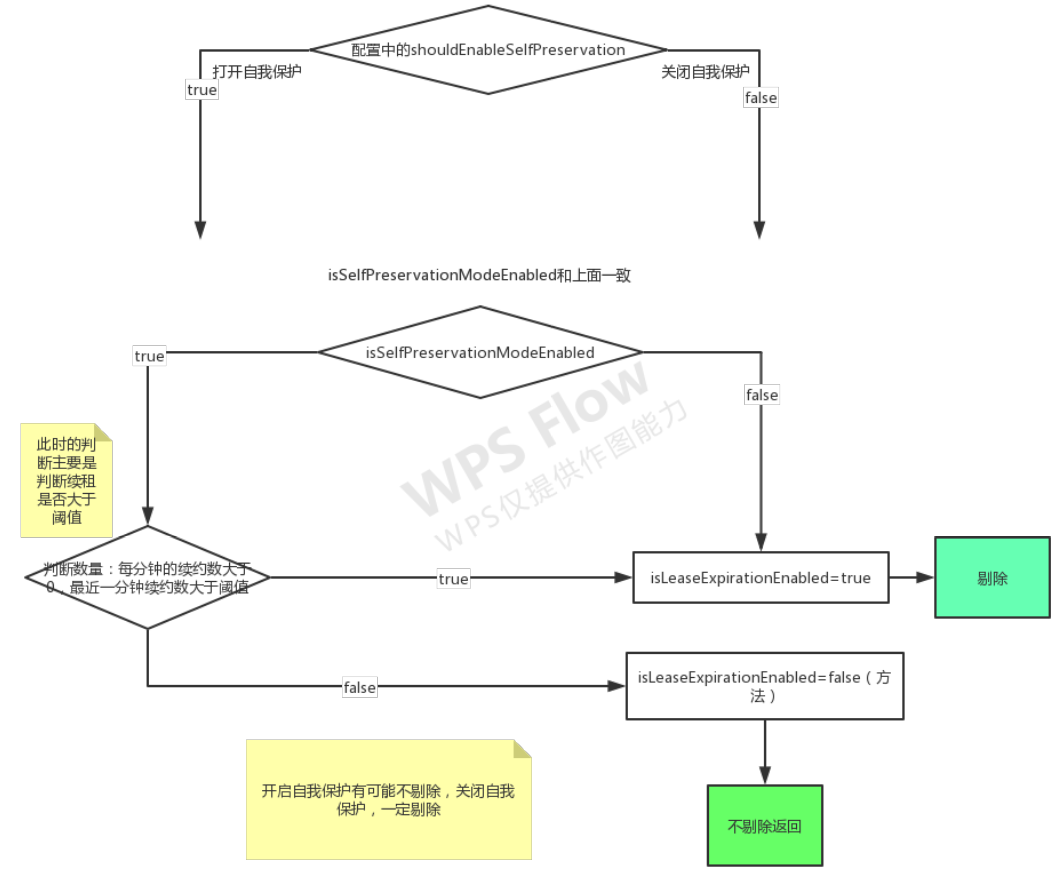 配置中的shouldEnableSelfPreservation
打开自我保护
关闭自我保护
true
false
isSelfPreservationModeEnabled和上面一致
true
isSelfPreservationModeEnabled
false
WPS Flow
WPS仅提供作图能力
此时的判
断主要是
判断续租
是否大于
阈值
判断数量：每分钟的续约数大于
0，最近一分钟续约数大于阈值
true
isLeaseExpirationEnabled=true
剔除
false
isLeaseExpirationEnabled=false（方
法）
开启自我保护有可能不剔除，关闭自我
保护，一定剔除
不剔除返回